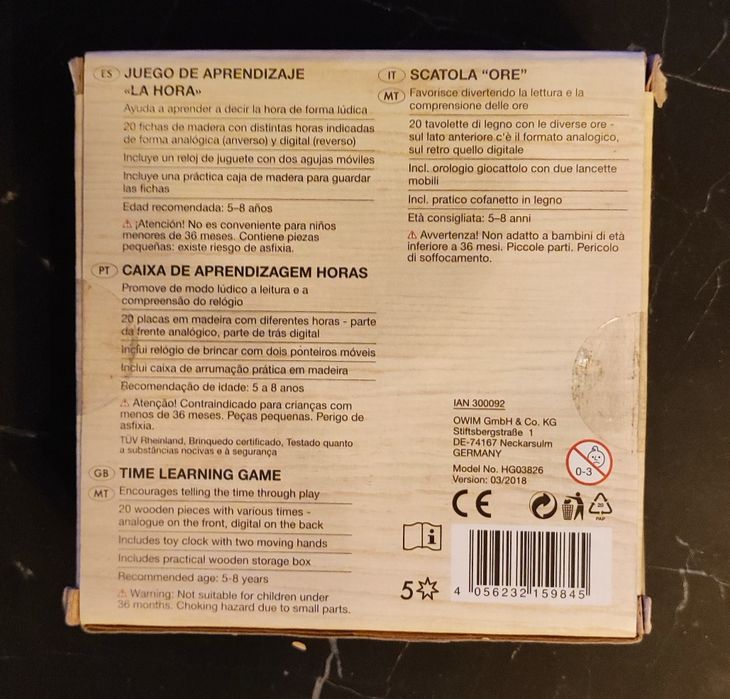 ES JUEGO DE APRENDIZAJE
«LA HORA»
Ayuda a aprender a decir la hora de forma lúdica
20 fichas de madera con distintas horas indicadas
de forma analógica (anverso) y digital (reverso)
Incluye un reloj de juguete con dos agujas móviles
Incluye una práctica caja de madera para guardar
las fichas
Edad recomendada: 5–8 años
¡Atención! No es conveniente para niños
menores de 36 meses. Contiene piezas
pequeñas: existe riesgo de asfixia.
PT CAIXA DE APRENDIZAGEM HORAS
Promove de modo lúdico a leitura e a
compreensão do relógio
20 placas em madeira com diferentes horas - parte
da frente analógico, parte de trás digital
Inclui relógio de brincar com dois ponteiros móveis
Inclui caixa de arrumação prática em madeira
Recomendação de idade: 5 a 8 anos
Atenção! Contraindicado para crianças com
menos de 36 meses. Peças pequenas. Perigo de
asfixia.
TÜV Rheinland, Brinquedo certificado, Testado quanto
a substâncias nocivas e à segurança
GB MT TIME LEARNING GAME
Encourages telling the time through play
20 wooden pieces with various times -
analogue on the front, digital on the back
Includes toy clock with two moving hands
Includes practical wooden storage box
Recommended age: 5-8 years
Warning: Not suitable for children under
36 months. Choking hazard due to small parts.
IT MT SCATOLA “ORE”
Favorisce divertendo la lettura e la
comprensione delle ore
20 tavolette di legno con le diverse ore -
sul lato anteriore c'è il formato analogico,
sul retro quello digitale
Incl. orologio giocattolo con due lancette
mobili
Incl. pratico cofanetto in legno
Età consigliata: 5–8 anni
Avvertenza! Non adatto a bambini di età
inferiore a 36 mesi. Piccole parti. Pericolo
di soffocamento.
IAN 300092
OWIM GmbH & Co. KG
Stiftsbergstraße 1
DE-74167 Neckarsulm
GERMANY
Model No. HG03826
Version: 03/2018
0-3
CE
20
PAP
i
5
4 056232 159845